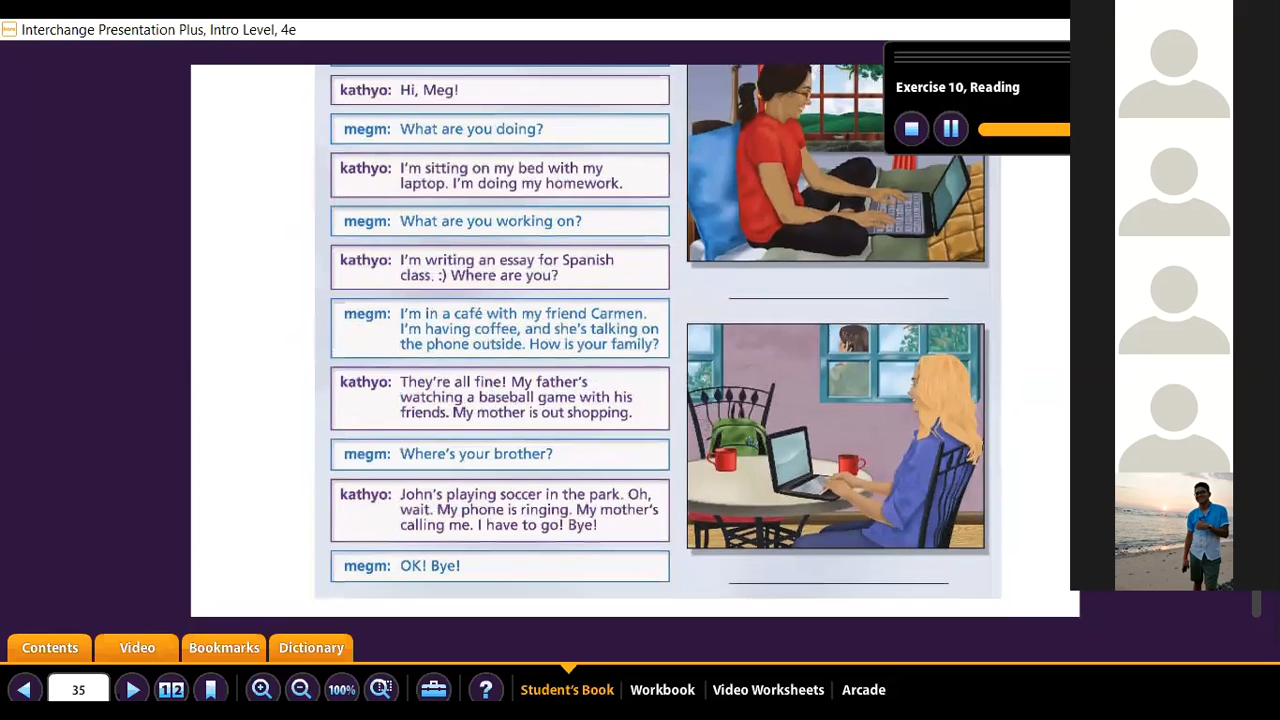 Interchange Presentation Plus, Intro Level, 4e
Exercise 10, Reading
kathyo: Hi, Meg!
megm: What are you doing?
kathyo: I'm sitting on my bed with my
laptop. I'm doing my homework.
megm: What are you working on?
kathyo: I'm writing an essay for Spanish
class. :) Where are you?
megm: I'm in a café with my friend Carmen.
I'm having coffee, and she's talking on
the phone outside. How is your family?
kathyo: They're all fine! My father's
watching a baseball game with his
friends. My mother is out shopping.
megm: Where's your brother?
kathyo: John's playing soccer in the park. Oh,
wait. My phone is ringing. My mother's
calling me. I have to go! Bye!
megm: OK! Bye!
Contents Video Bookmarks Dictionary
35 1 2 100% ? Student's Book Workbook Video Worksheets Arcade